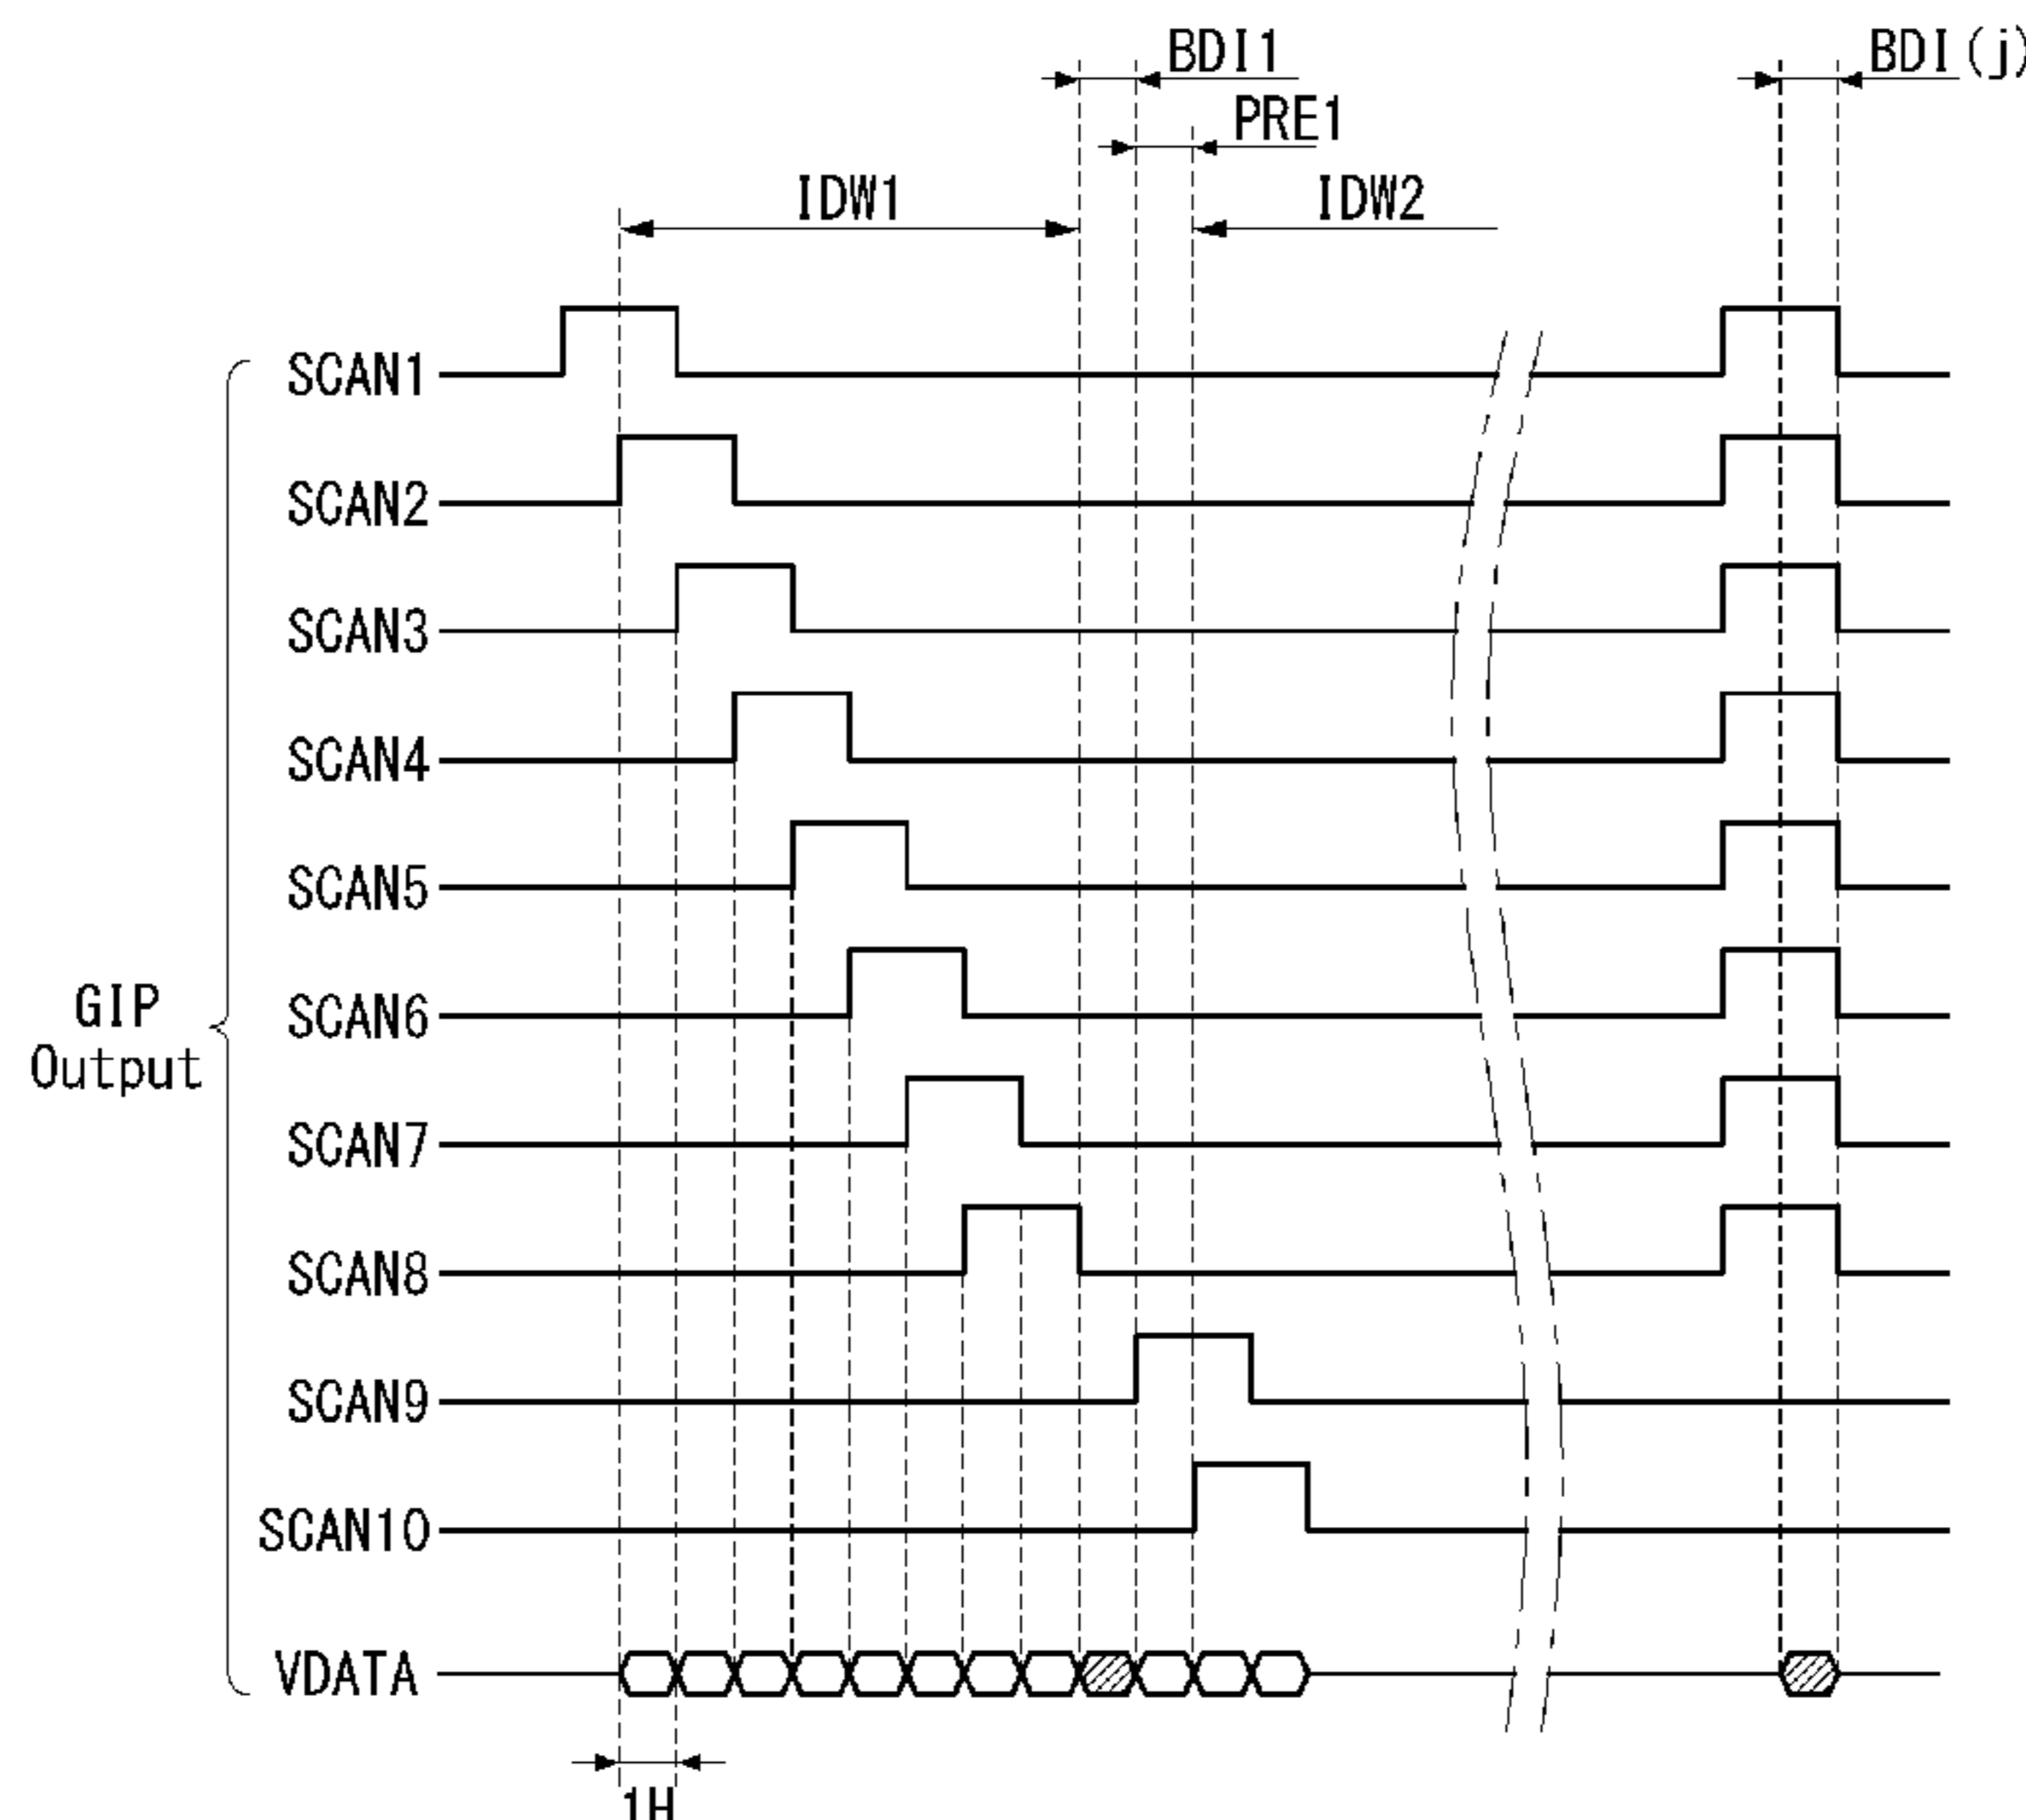 BDI1
BDI(j)
PRE1
IDW1
IDW2
SCAN1
SCAN2
SCAN3
SCAN4
SCAN5
SCAN6
GIP
Output
SCAN7
SCAN8
SCAN9
SCAN10
VDATA
1H